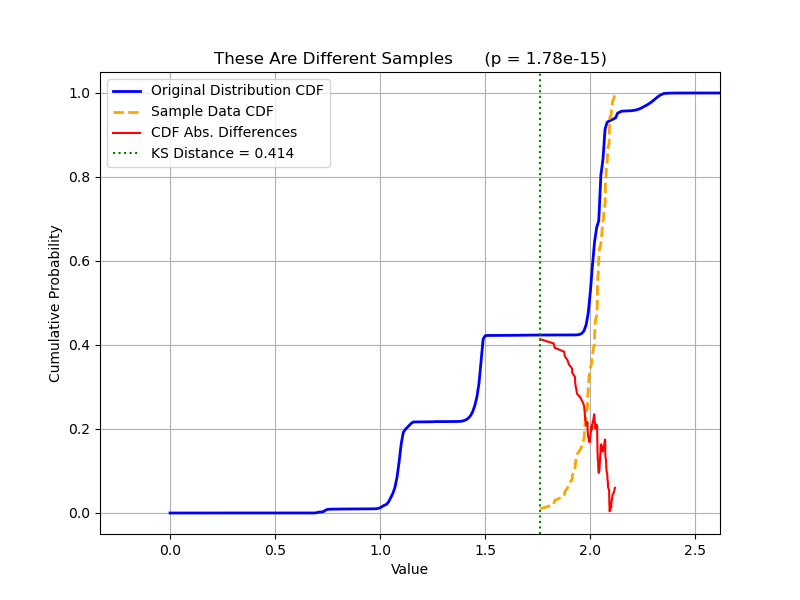 These Are Different Samples (p = 1.78e-15)
Original Distribution CDF
Sample Data CDF
CDF Abs. Differences
KS Distance = 0.414
1.0
0.8
0.6
0.4
0.2
0.0
Cumulative Probability
0.0 0.5 1.0 1.5 2.0 2.5
Value